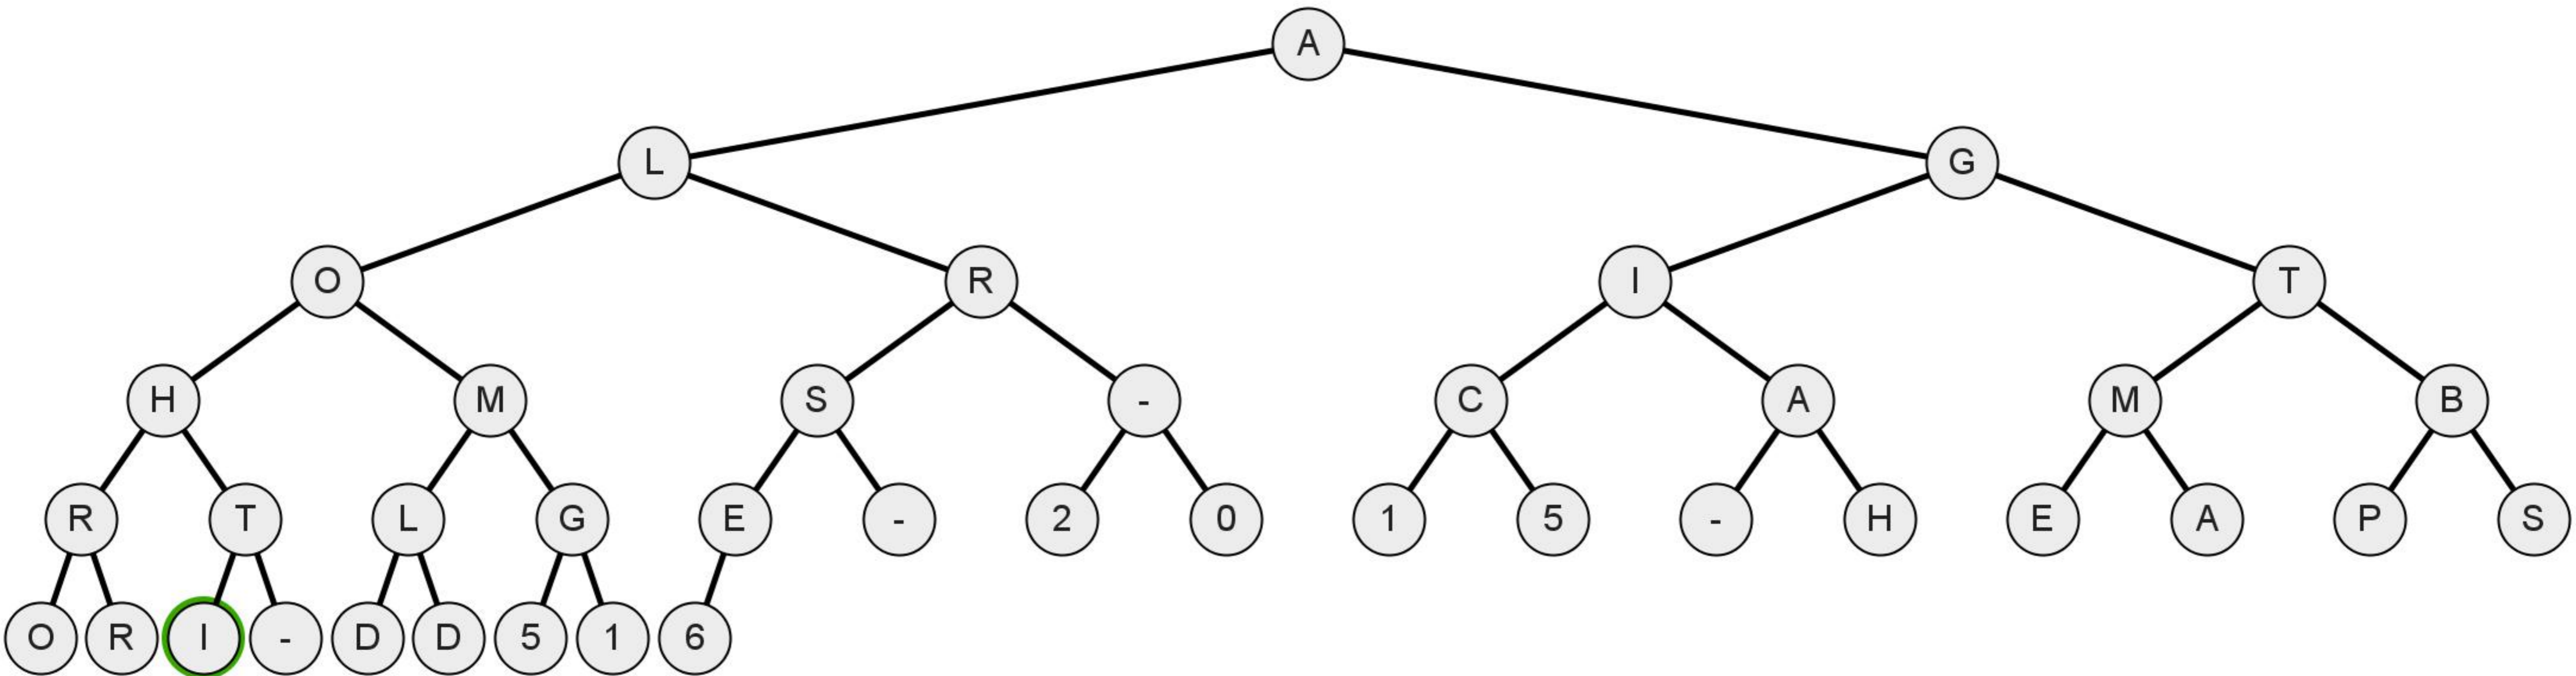 A
L G
O R I T
H M S - C A M B
R T L G E - 2 0 1 5 - H E A P S
O R I - D D 5 1 6